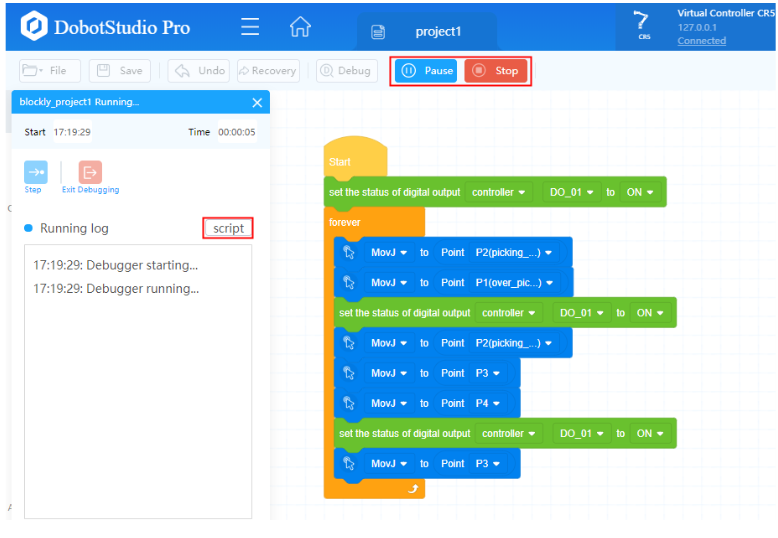 DobotStudio Pro
project1
CR5
Virtual Controller CR5
127.0.0.1
Connected
File
Save
Undo
Recovery
Debug
Pause
Stop
blockly_project1 Running...
Start 17:19:29 Time 00:00:05
Step Exit Debugging
Running log script
17:19:29: Debugger starting...
17:19:29: Debugger running...
Start
set the status of digital output controller DO_01 to ON
forever
MovJ to Point P2(picking_...)
MovJ to Point P1(over_pic...)
set the status of digital output controller DO_01 to ON
MovJ to Point P2(picking_...)
MovJ to Point P3
MovJ to Point P4
set the status of digital output controller DO_01 to ON
MovJ to Point P3